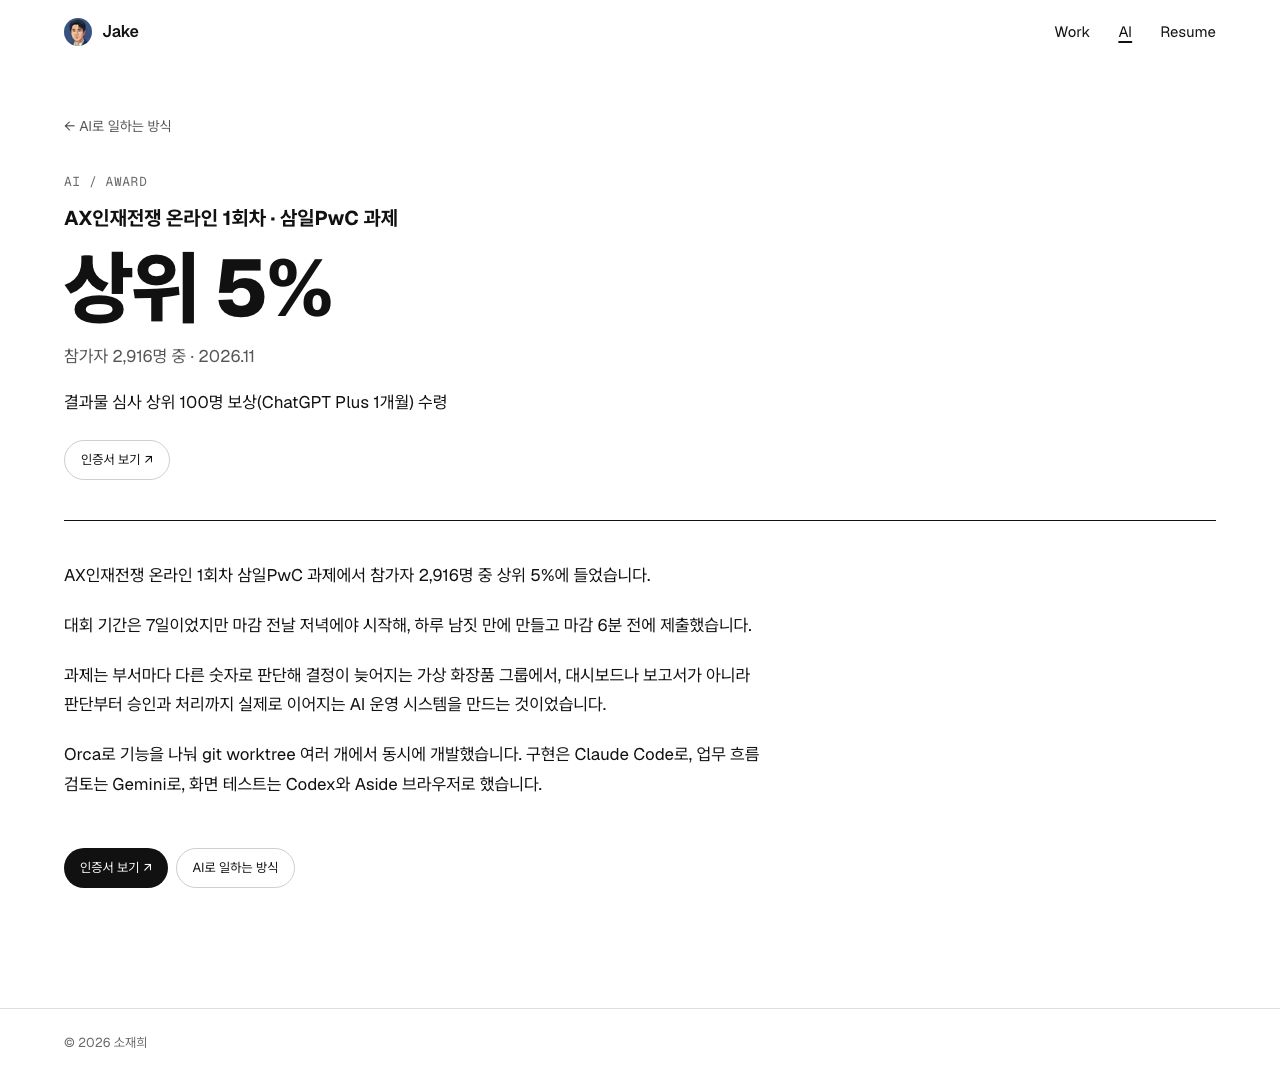 Jake
Work
AI
Resume
← AI로 일하는 방식
AI / AWARD
AX인재전쟁 온라인 1회차 · 삼일PwC 과제
상위 5%
참가자 2,916명 중 · 2026.11
결과물 심사 상위 100명 보상(ChatGPT Plus 1개월) 수령
인증서 보기 ↗
AX인재전쟁 온라인 1회차 삼일PwC 과제에서 참가자 2,916명 중 상위 5%에 들었습니다.
대회 기간은 7일이었지만 마감 전날 저녁에야 시작해, 하루 남짓 만에 만들고 마감 6분 전에 제출했습니다.
과제는 부서마다 다른 숫자로 판단해 결정이 늦어지는 가상 화장품 그룹에서, 대시보드나 보고서가 아니라
판단부터 승인과 처리까지 실제로 이어지는 AI 운영 시스템을 만드는 것이었습니다.
Orca로 기능을 나눠 git worktree 여러 개에서 동시에 개발했습니다. 구현은 Claude Code로, 업무 흐름
검토는 Gemini로, 화면 테스트는 Codex와 Aside 브라우저로 했습니다.
인증서 보기 ↗
AI로 일하는 방식
© 2026 소재희